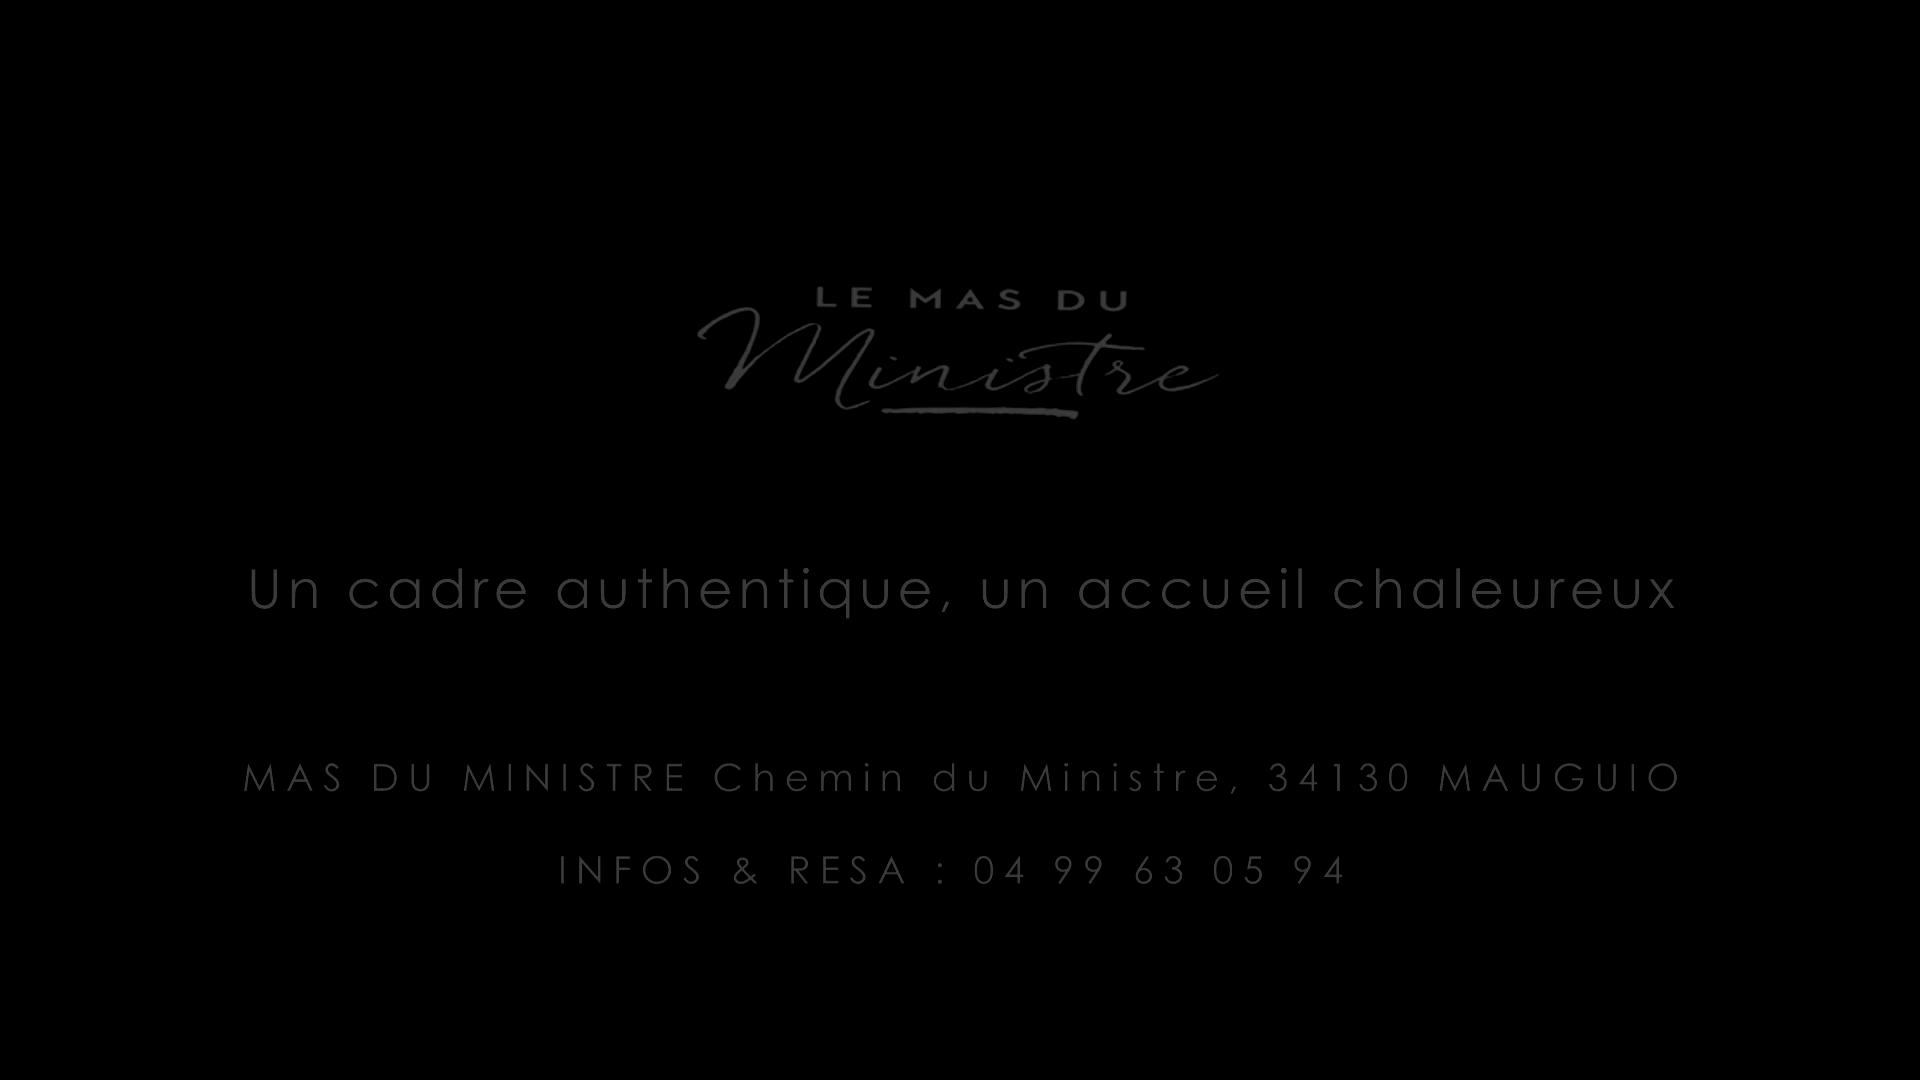 LE MAS DU
Ministre
Un cadre authentique, un accueil chaleureux
MAS DU MINISTRE Chemin du Ministre, 34130 MAUGUIO
INFOS & RESA : 04 99 63 05 94